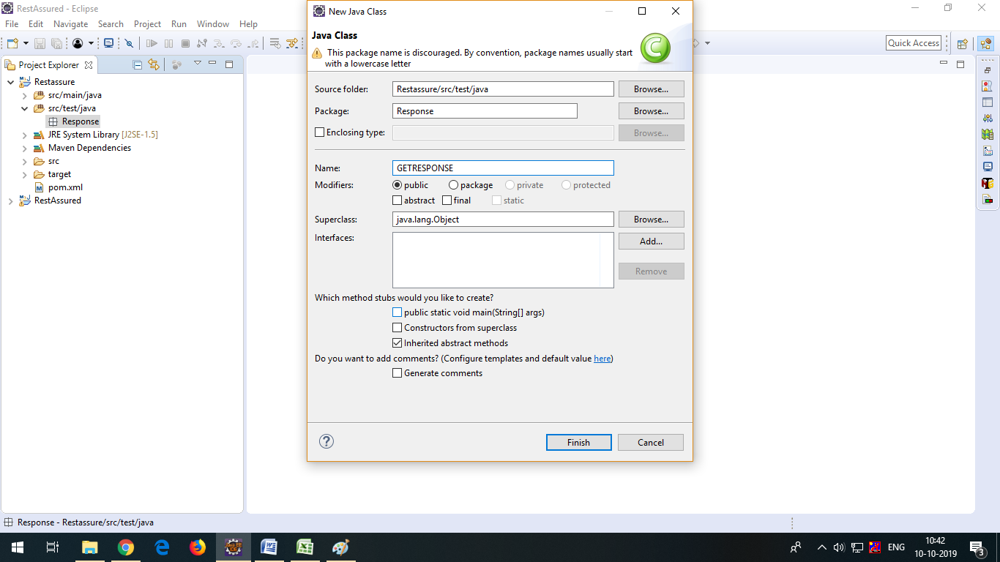 RestAssured - Eclipse
File Edit Navigate Search Project Run Window Help
Quick Access
Project Explorer
Restassure
src/main/java
src/test/java
Response
JRE System Library [J2SE-1.5]
Maven Dependencies
src
target
pom.xml
RestAssured
New Java Class
Java Class
This package name is discouraged. By convention, package names usually start
with a lowercase letter
Source folder: Restassure/src/test/java Browse...
Package: Response Browse...
Enclosing type: Browse...
Name: GETRESPONSE
Modifiers: public package private protected
abstract final static
Superclass: java.lang.Object Browse...
Interfaces: Add...
Remove
Which method stubs would you like to create?
public static void main(String[] args)
Constructors from superclass
Inherited abstract methods
Do you want to add comments? (Configure templates and default value here)
Generate comments
Finish Cancel
Response - Restassure/src/test/java
ENG
10:42
10-10-2019
3